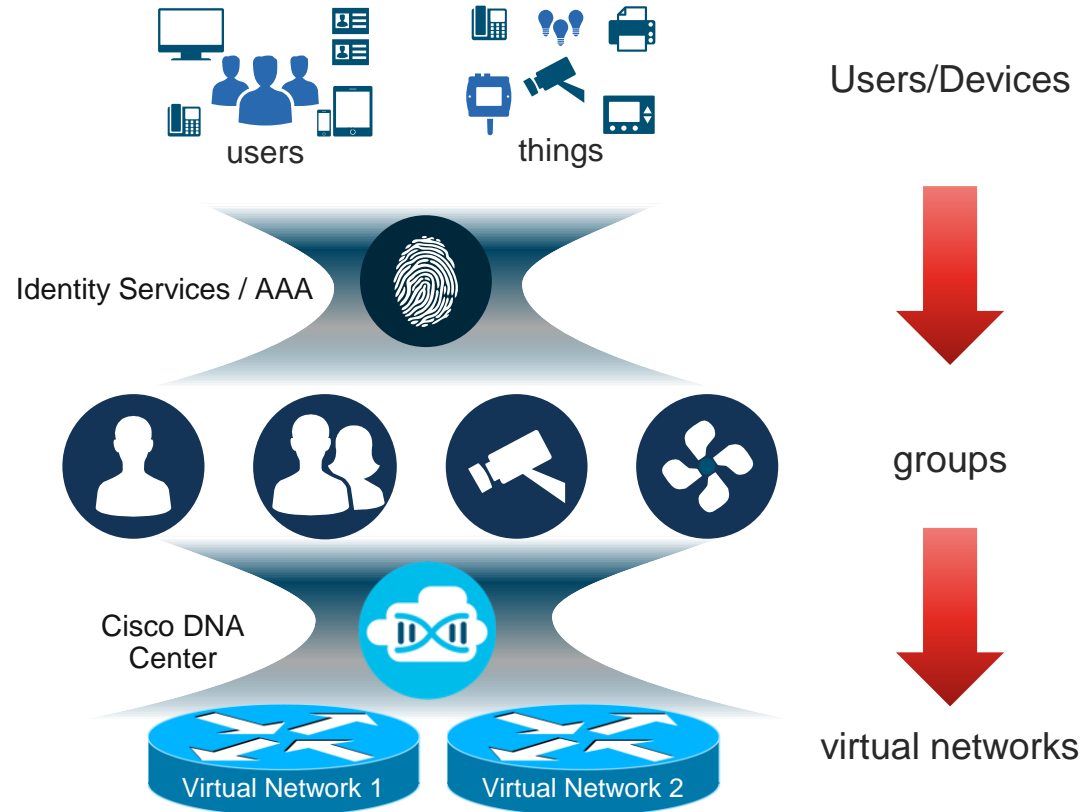 users
things
Users/Devices
Identity Services / AAA
groups
Cisco DNA
Center
Virtual Network 1
Virtual Network 2
virtual networks